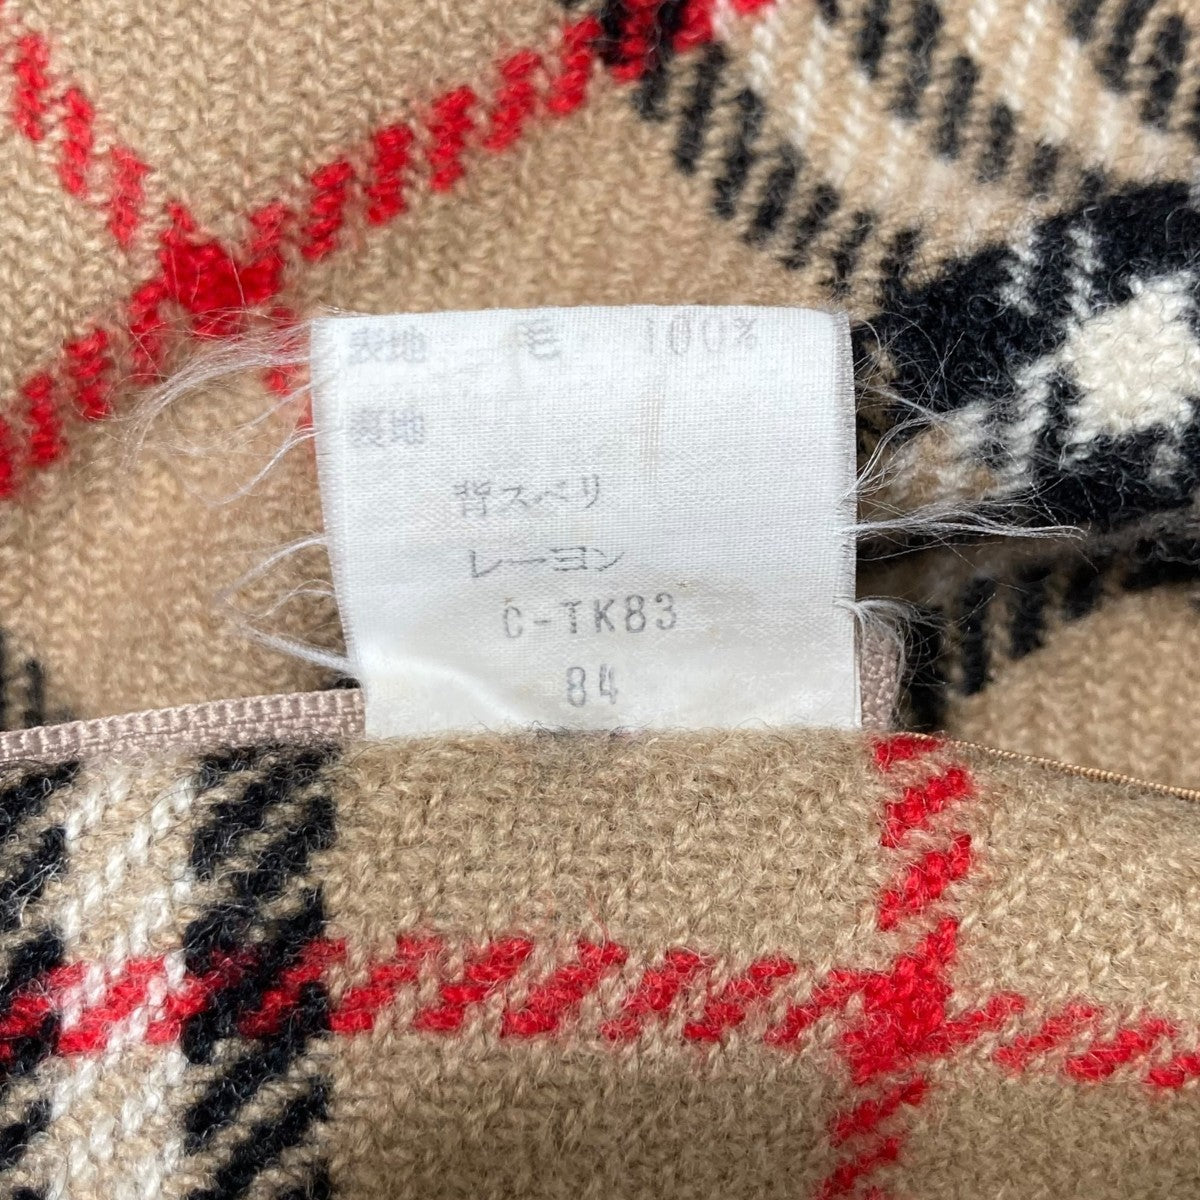 表地 毛 100%
裏地
背スベリ
レーヨン
C-TK83
84